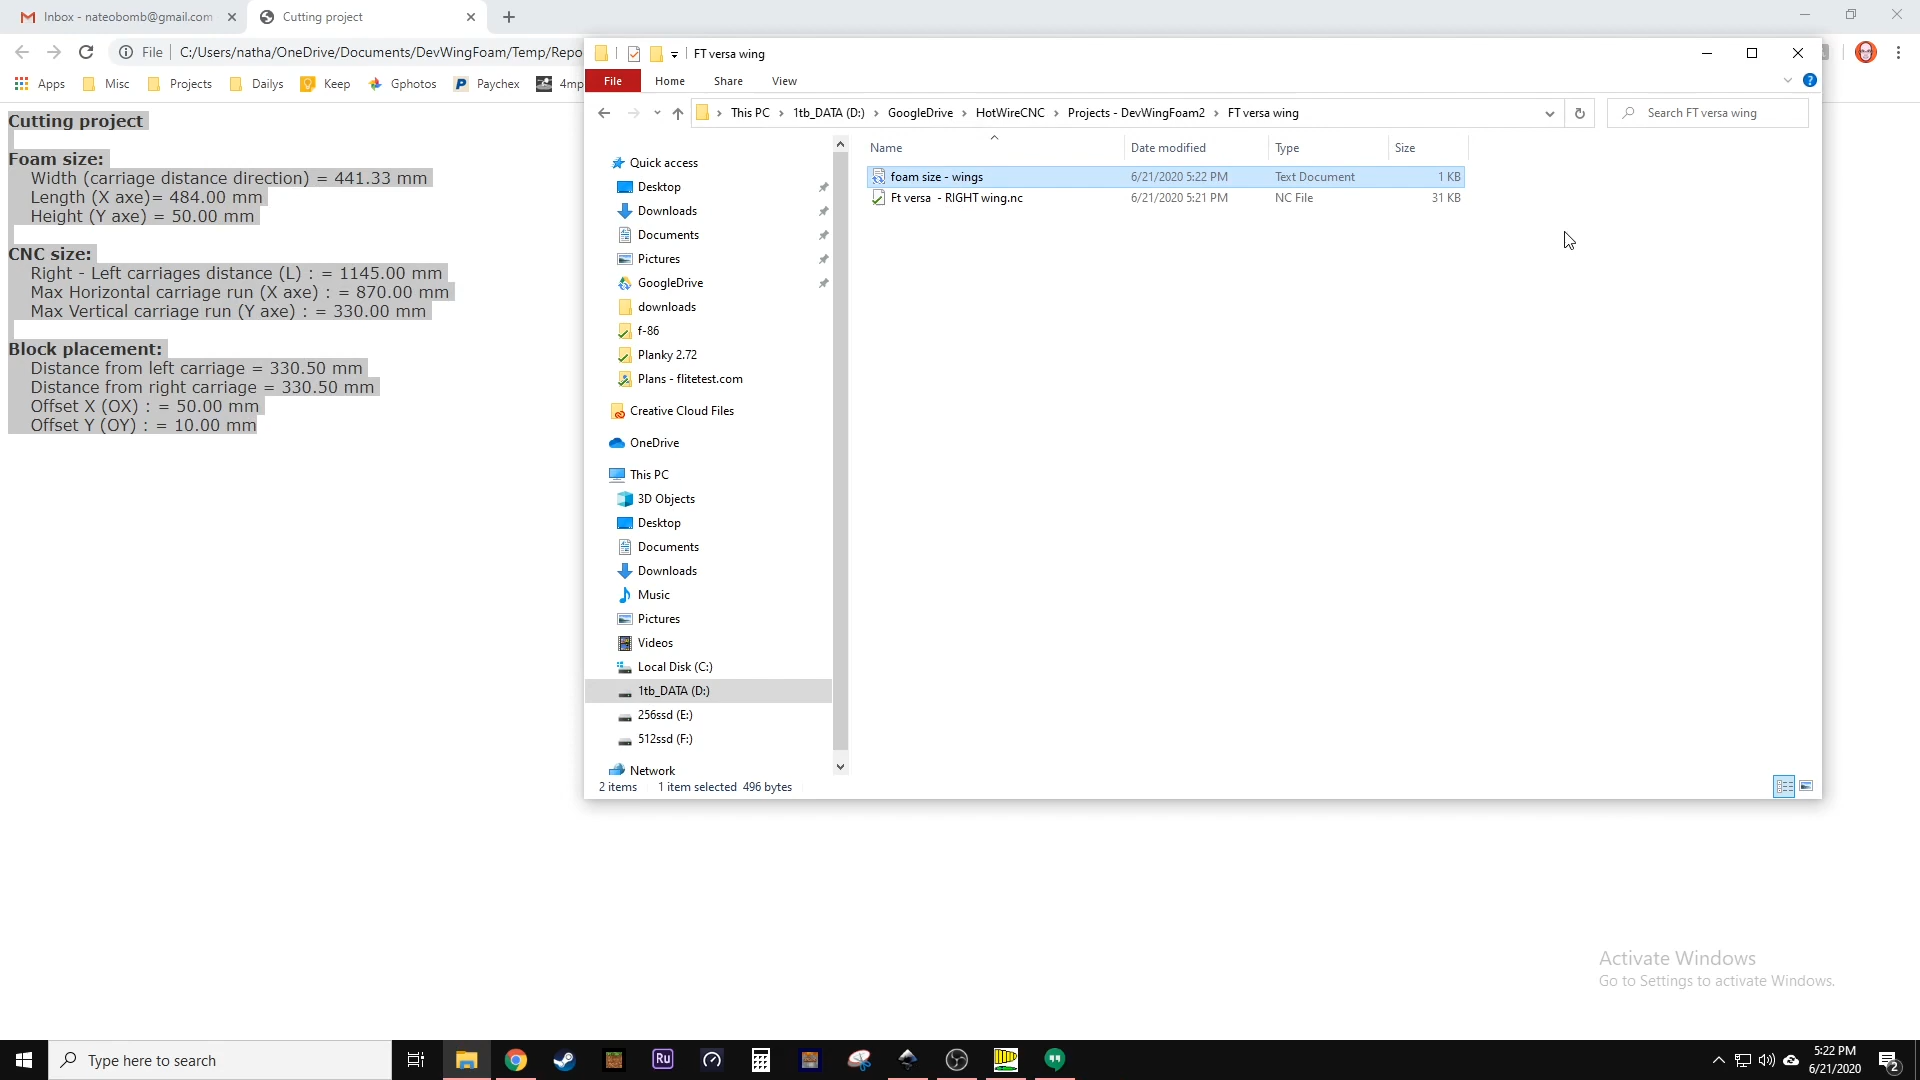 Inbox - nateobomb@gmail.com
Cutting project
File
C:/Users/natha/OneDrive/Documents/DevWingFoam/Temp/Repo
Apps
Misc
Projects
Dailys
Keep
Gphotos
Paychex
4mp
Cutting project
Foam size:
Width (carriage distance direction) = 441.33 mm
Length (X axe)= 484.00 mm
Height (Y axe) = 50.00 mm
CNC size:
Right - Left carriages distance (L) : = 1145.00 mm
Max Horizontal carriage run (X axe) : = 870.00 mm
Max Vertical carriage run (Y axe) : = 330.00 mm
Block placement:
Distance from left carriage = 330.50 mm
Distance from right carriage = 330.50 mm
Offset X (OX) : = 50.00 mm
Offset Y (OY) : = 10.00 mm
FT versa wing
File
Home
Share
View
This PC
1tb_DATA (D:)
GoogleDrive
HotWireCNC
Projects - DevWingFoam2
FT versa wing
Search FT versa wing
Quick access
Desktop
Downloads
Documents
Pictures
GoogleDrive
downloads
f-86
Planky 2.72
Plans - flitetest.com
Creative Cloud Files
OneDrive
This PC
3D Objects
Desktop
Documents
Downloads
Music
Pictures
Videos
Local Disk (C:)
1tb_DATA (D:)
256ssd (E:)
512ssd (F:)
Network
Name Date modified Type Size
foam size - wings 6/21/2020 5:22 PM Text Document 1 KB
Ft versa - RIGHT wing.nc 6/21/2020 5:21 PM NC File 31 KB
2 items 1 item selected 496 bytes
Activate Windows
Go to Settings to activate Windows.
Type here to search
Ru
5:22 PM
6/21/2020
2